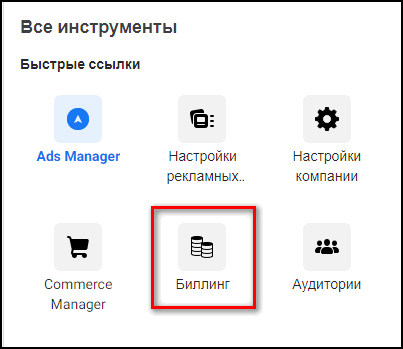 Все инструменты
Быстрые ссылки
Ads Manager
Настройки
рекламных..
Настройки
компании
Commerce
Manager
Биллинг
Аудитории